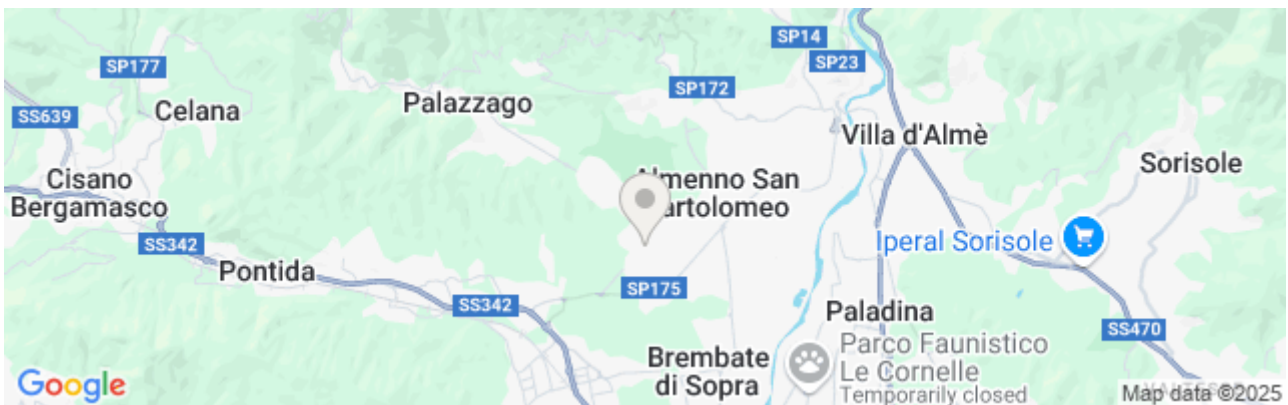 SP14
SP23
SP177
SP172
Palazzago
Celana
SS639
Villa d'Almè
Sorisole
Cisano
Bergamasco
Almenno San
Bartolomeo
SS342
Iperal Sorisole
Pontida
SP175
SS342
Paladina
SS470
Parco Faunistico
Le Cornelle
Temporarily closed
Brembate
di Sopra
Google
Map data ©2025